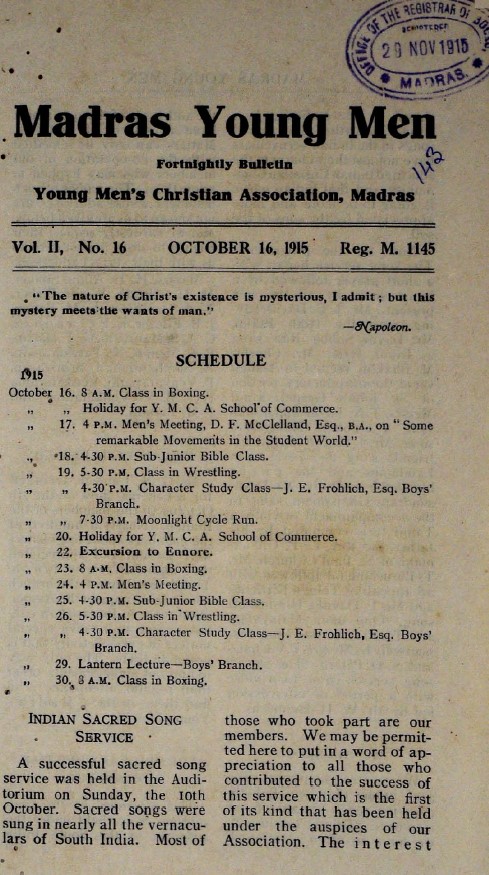 OFFICE OF THE REGISTRAR OF
29 NOV 1915
MADRAS.
Madras Young Men
Fortnightly Bulletin
143
Young Men's Christian Association, Madras
Vol. II, No. 16 OCTOBER 16, 1915 Reg. M. 1145
"The nature of Christ's existence is mysterious, I admit; but this
mystery meets the wants of man."
—Napoleon.
SCHEDULE
1915
October 16. 8 A.M. Class in Boxing.
„ „ Holiday for Y. M. C. A. School of Commerce.
„ 17. 4 P.M. Men's Meeting, D. F. McClelland, Esq., B.A., on "Some
remarkable Movements in the Student World."
„ 18. 4-30 P.M. Sub-Junior Bible Class.
„ 19. 5-30 P.M. Class in Wrestling.
„ „ 4-30 P.M. Character Study Class—J. E. Frohlich, Esq. Boys'
Branch.
„ „ 7-30 P.M. Moonlight Cycle Run.
„ 20. Holiday for Y. M. C. A. School of Commerce.
„ 22. Excursion to Ennore.
„ 23. 8 A.M. Class in Boxing.
„ 24. 4 P.M. Men's Meeting.
„ 25. 4-30 P.M. Sub-Junior Bible Class.
„ 26. 5-30 P.M. Class in Wrestling.
„ „ 4-30 P.M. Character Study Class—J. E. Frohlich, Esq. Boys'
Branch.
„ 29. Lantern Lecture—Boys' Branch.
„ 30. 8 A.M. Class in Boxing.
INDIAN SACRED SONG
SERVICE
A successful sacred song
service was held in the Audi-
torium on Sunday, the 10th
October. Sacred songs were
sung in nearly all the vernacu-
lars of South India. Most of
those who took part are our
members. We may be permit-
ted here to put in a word of ap-
preciation to all those who
contributed to the success of
this service which is the first
of its kind that has been held
under the auspices of our
Association. The interest